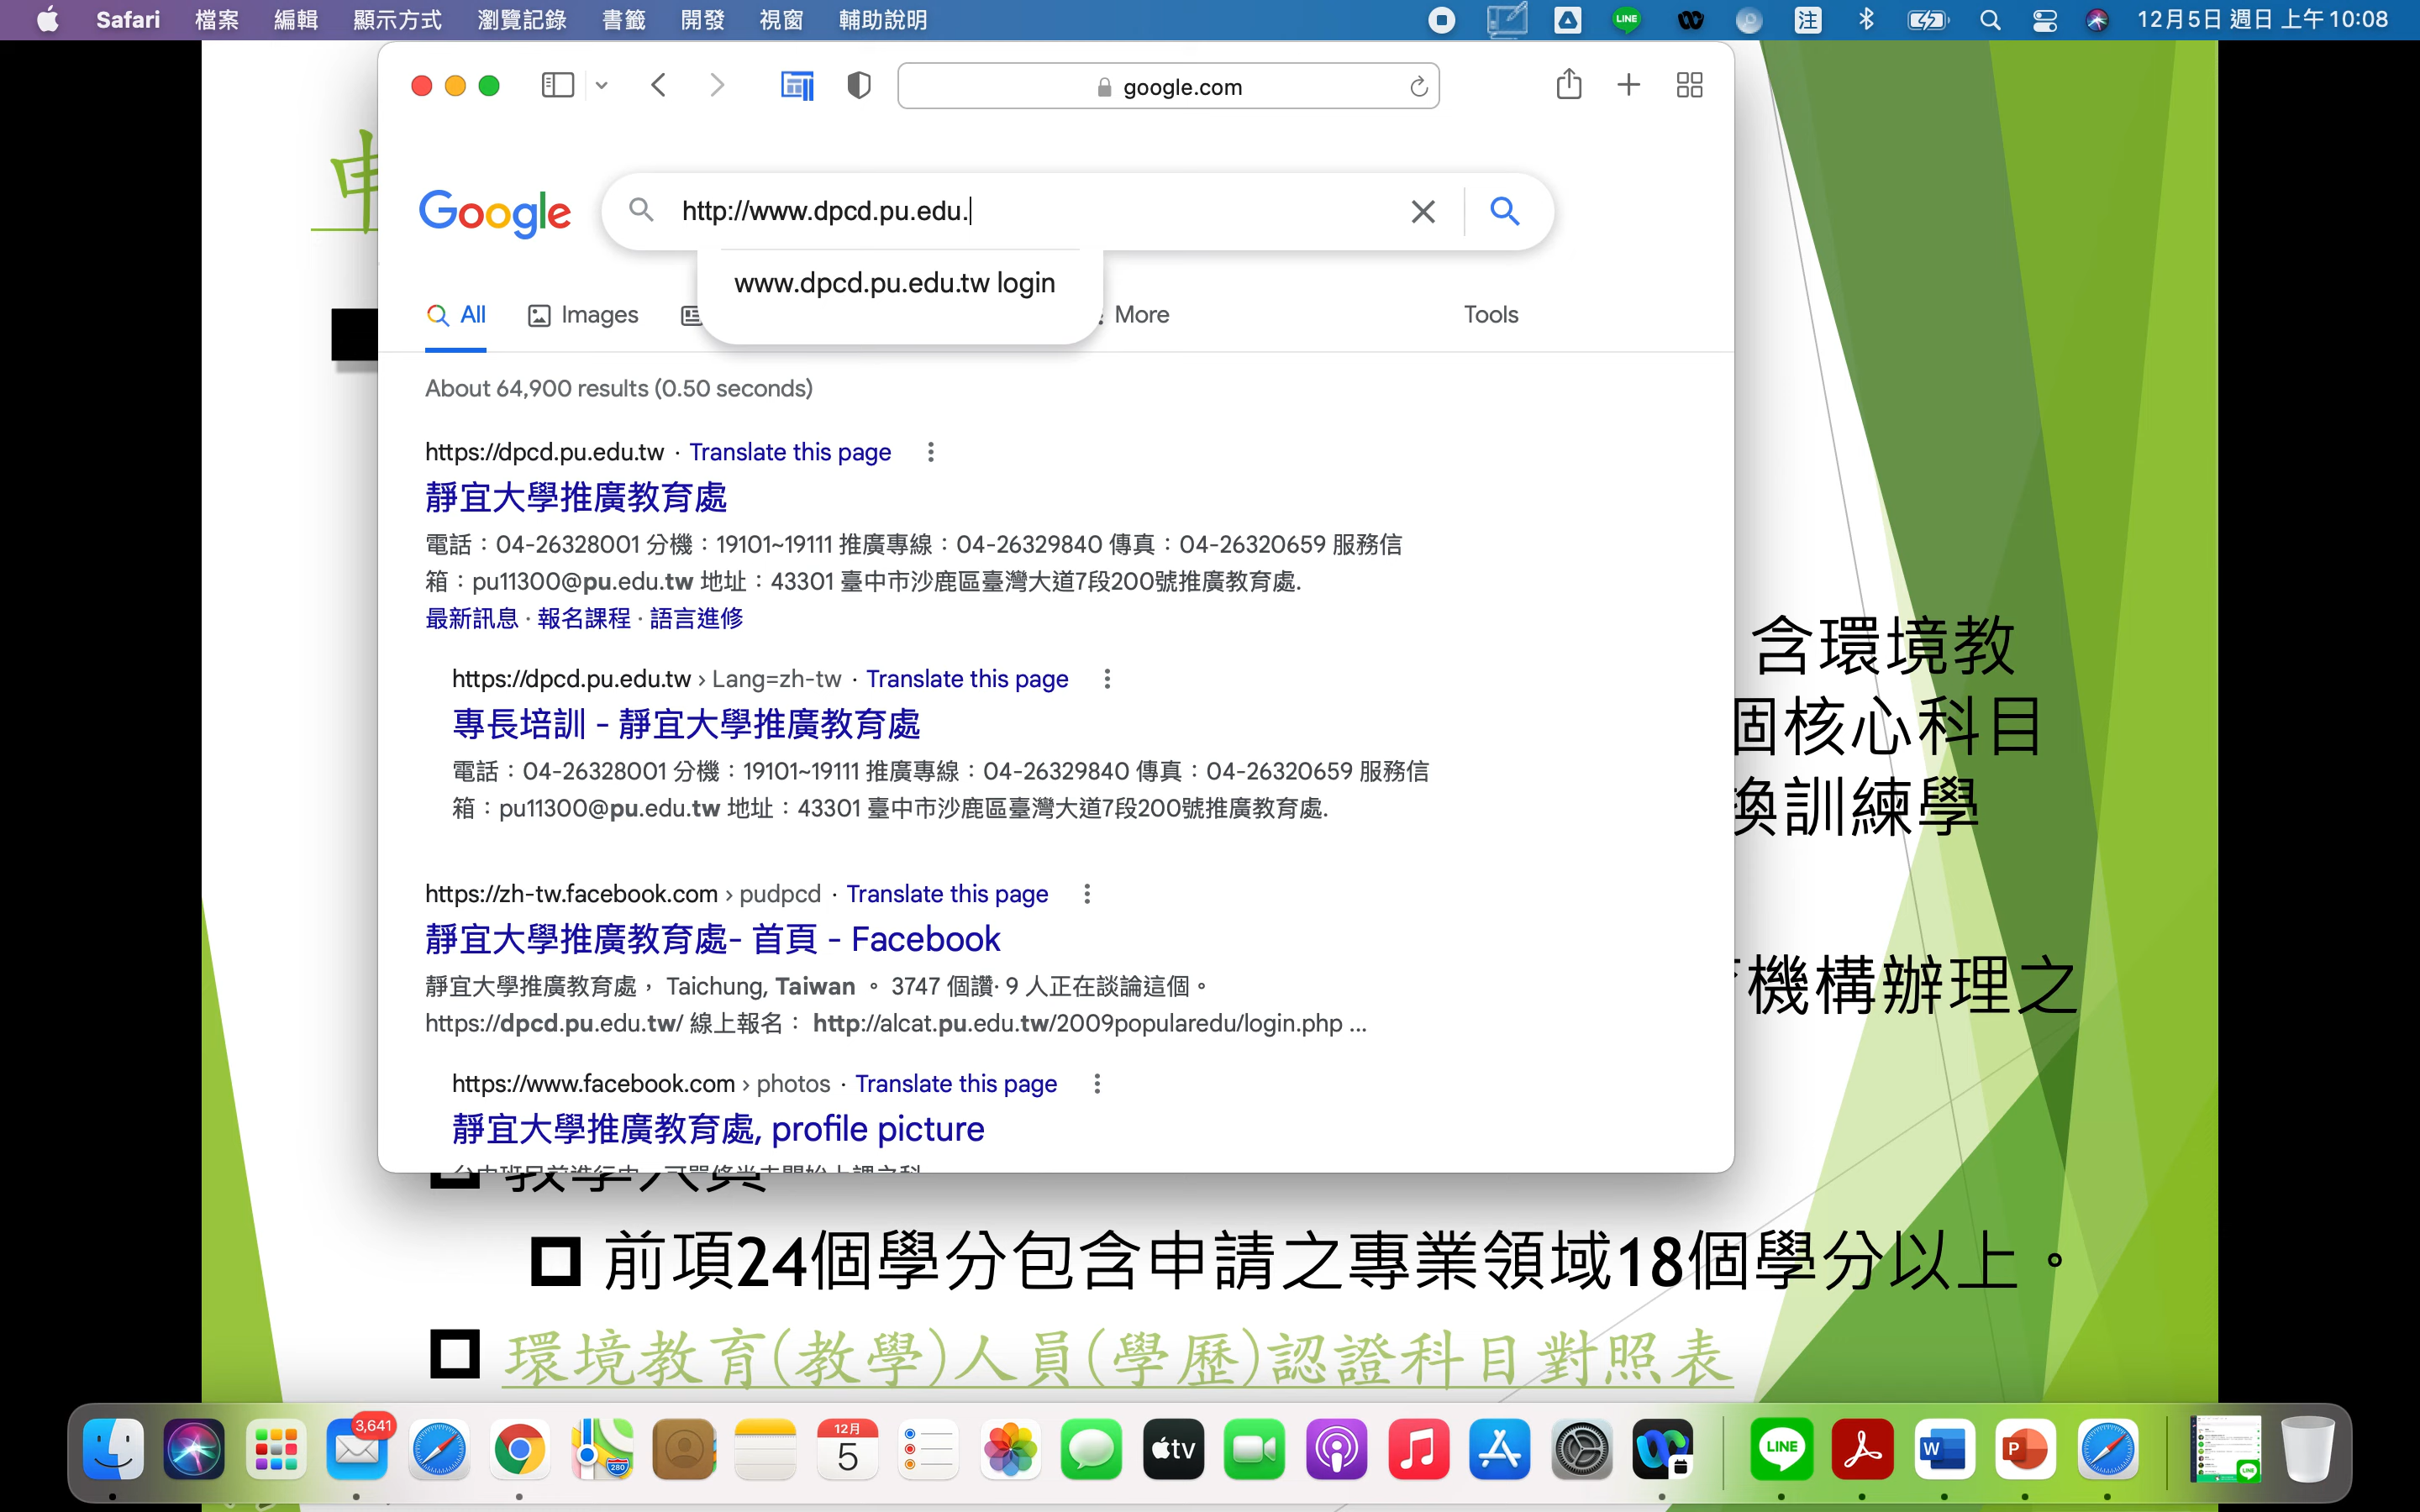 Safari 檔案 編輯 顯示方式 瀏覽記錄 書籤 開發 視窗 輔助說明 LINE 注 12月5日 週日 上午10:08
google.com
Google http://www.dpcd.pu.edu.
www.dpcd.pu.edu.tw login
All Images More Tools
About 64,900 results (0.50 seconds)
https://dpcd.pu.edu.tw · Translate this page
靜宜大學推廣教育處
電話：04-26328001 分機：19101~19111 推廣專線：04-26329840 傳真：04-26320659 服務信
箱：pu11300@pu.edu.tw 地址：43301 臺中市沙鹿區臺灣大道7段200號推廣教育處.
最新訊息 · 報名課程 · 語言進修
https://dpcd.pu.edu.tw › Lang=zh-tw · Translate this page
專長培訓 - 靜宜大學推廣教育處
電話：04-26328001 分機：19101~19111 推廣專線：04-26329840 傳真：04-26320659 服務信
箱：pu11300@pu.edu.tw 地址：43301 臺中市沙鹿區臺灣大道7段200號推廣教育處.
https://zh-tw.facebook.com › pudpcd · Translate this page
靜宜大學推廣教育處- 首頁 - Facebook
靜宜大學推廣教育處， Taichung, Taiwan 。 3747 個讚· 9 人正在談論這個。
https://dpcd.pu.edu.tw/ 線上報名： http://alcat.pu.edu.tw/2009popularedu/login.php ...
https://www.facebook.com › photos · Translate this page
靜宜大學推廣教育處, profile picture
申
含環境教
個核心科目
換訓練學
機構辦理之
教學人員
前項24個學分包含申請之專業領域18個學分以上。
環境教育(教學)人員(學歷)認證科目對照表
3,641 280 12月 5 tv LINE W P